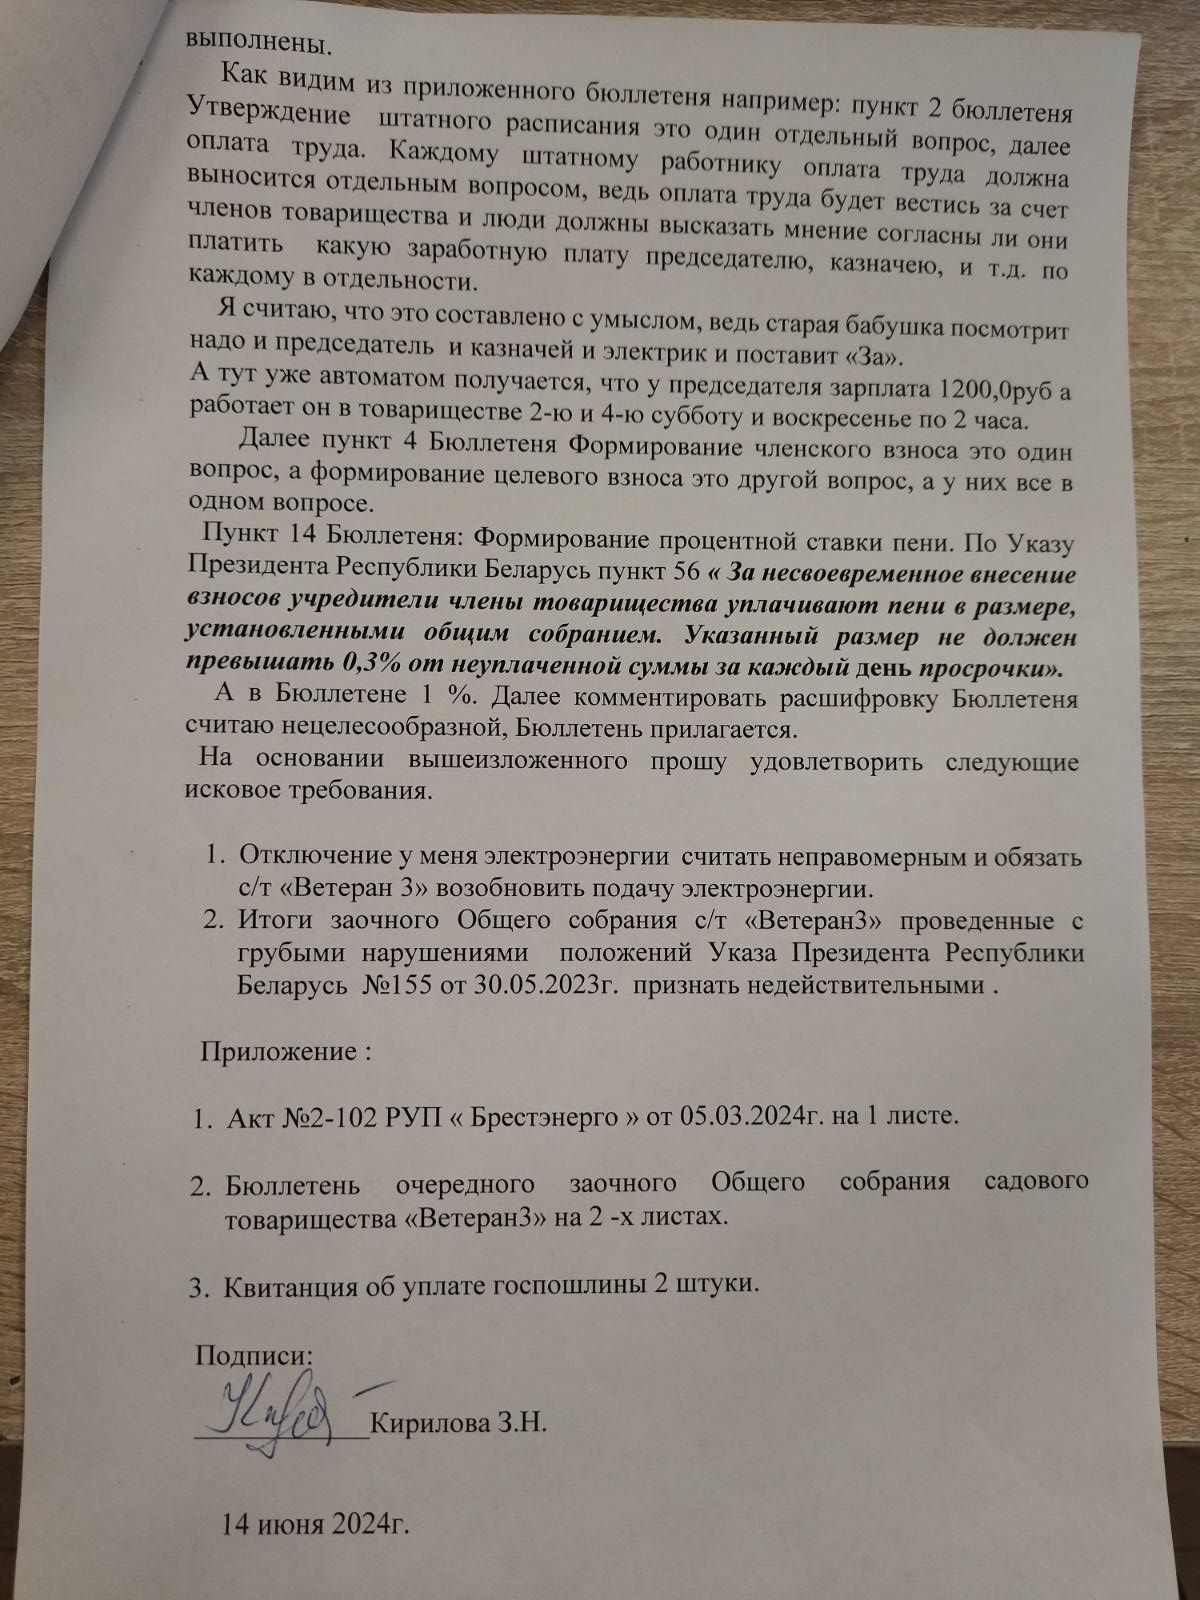 выполнены.
Как видим из приложенного бюллетеня например: пункт 2 бюллетеня
Утверждение штатного расписания это один отдельный вопрос, далее
оплата труда. Каждому штатному работнику оплата труда должна
выносится отдельным вопросом, ведь оплата труда будет вестись за счет
членов товарищества и люди должны высказать мнение согласны ли они
платить какую заработную плату председателю, казначею, и т.д. по
каждому в отдельности.
Я считаю, что это составлено с умыслом, ведь старая бабушка посмотрит
надо и председатель и казначей и электрик и поставит «За».
А тут уже автоматом получается, что у председателя зарплата 1200,0руб а
работает он в товариществе 2-ю и 4-ю субботу и воскресенье по 2 часа.
Далее пункт 4 Бюллетеня Формирование членского взноса это один
вопрос, а формирование целевого взноса это другой вопрос, а у них все в
одном вопросе.
Пункт 14 Бюллетеня: Формирование процентной ставки пени. По Указу
Президента Республики Беларусь пункт 56 « За несвоевременное внесение
взносов учредители члены товарищества уплачивают пени в размере,
установленными общим собранием. Указанный размер не должен
превышать 0,3% от неуплаченной суммы за каждый день просрочки».
А в Бюллетене 1 %. Далее комментировать расшифровку Бюллетеня
считаю нецелесообразной, Бюллетень прилагается.
На основании вышеизложенного прошу удовлетворить следующие
исковое требования.
1. Отключение у меня электроэнергии считать неправомерным и обязать
с/т «Ветеран 3» возобновить подачу электроэнергии.
2. Итоги заочного Общего собрания с/т «Ветеран3» проведенные с
грубыми нарушениями положений Указа Президента Республики
Беларусь №155 от 30.05.2023г. признать недействительными .
Приложение :
1. Акт №2-102 РУП « Брестэнерго » от 05.03.2024г. на 1 листе.
2. Бюллетень очередного заочного Общего собрания садового
товарищества «Ветеран3» на 2 -х листах.
3. Квитанция об уплате госпошлины 2 штуки.
Подписи:
Кирилова З.Н.
14 июня 2024г.